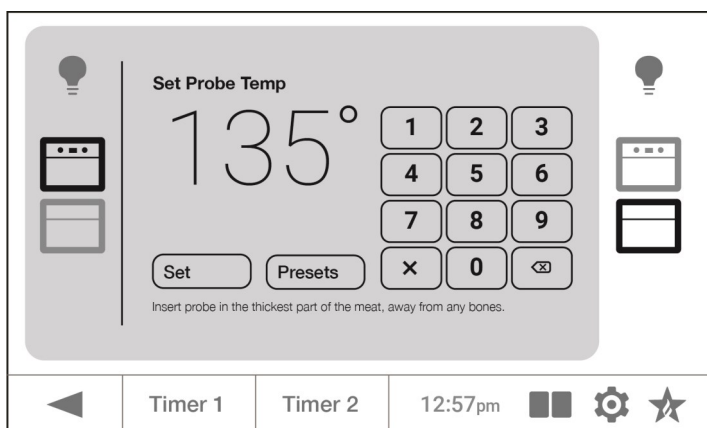 Set Probe Temp
135°
1 2 3
4 5 6
7 8 9
× 0
Set Presets
Insert probe in the thickest part of the meat, away from any bones.
Timer 1 Timer 2 12:57pm